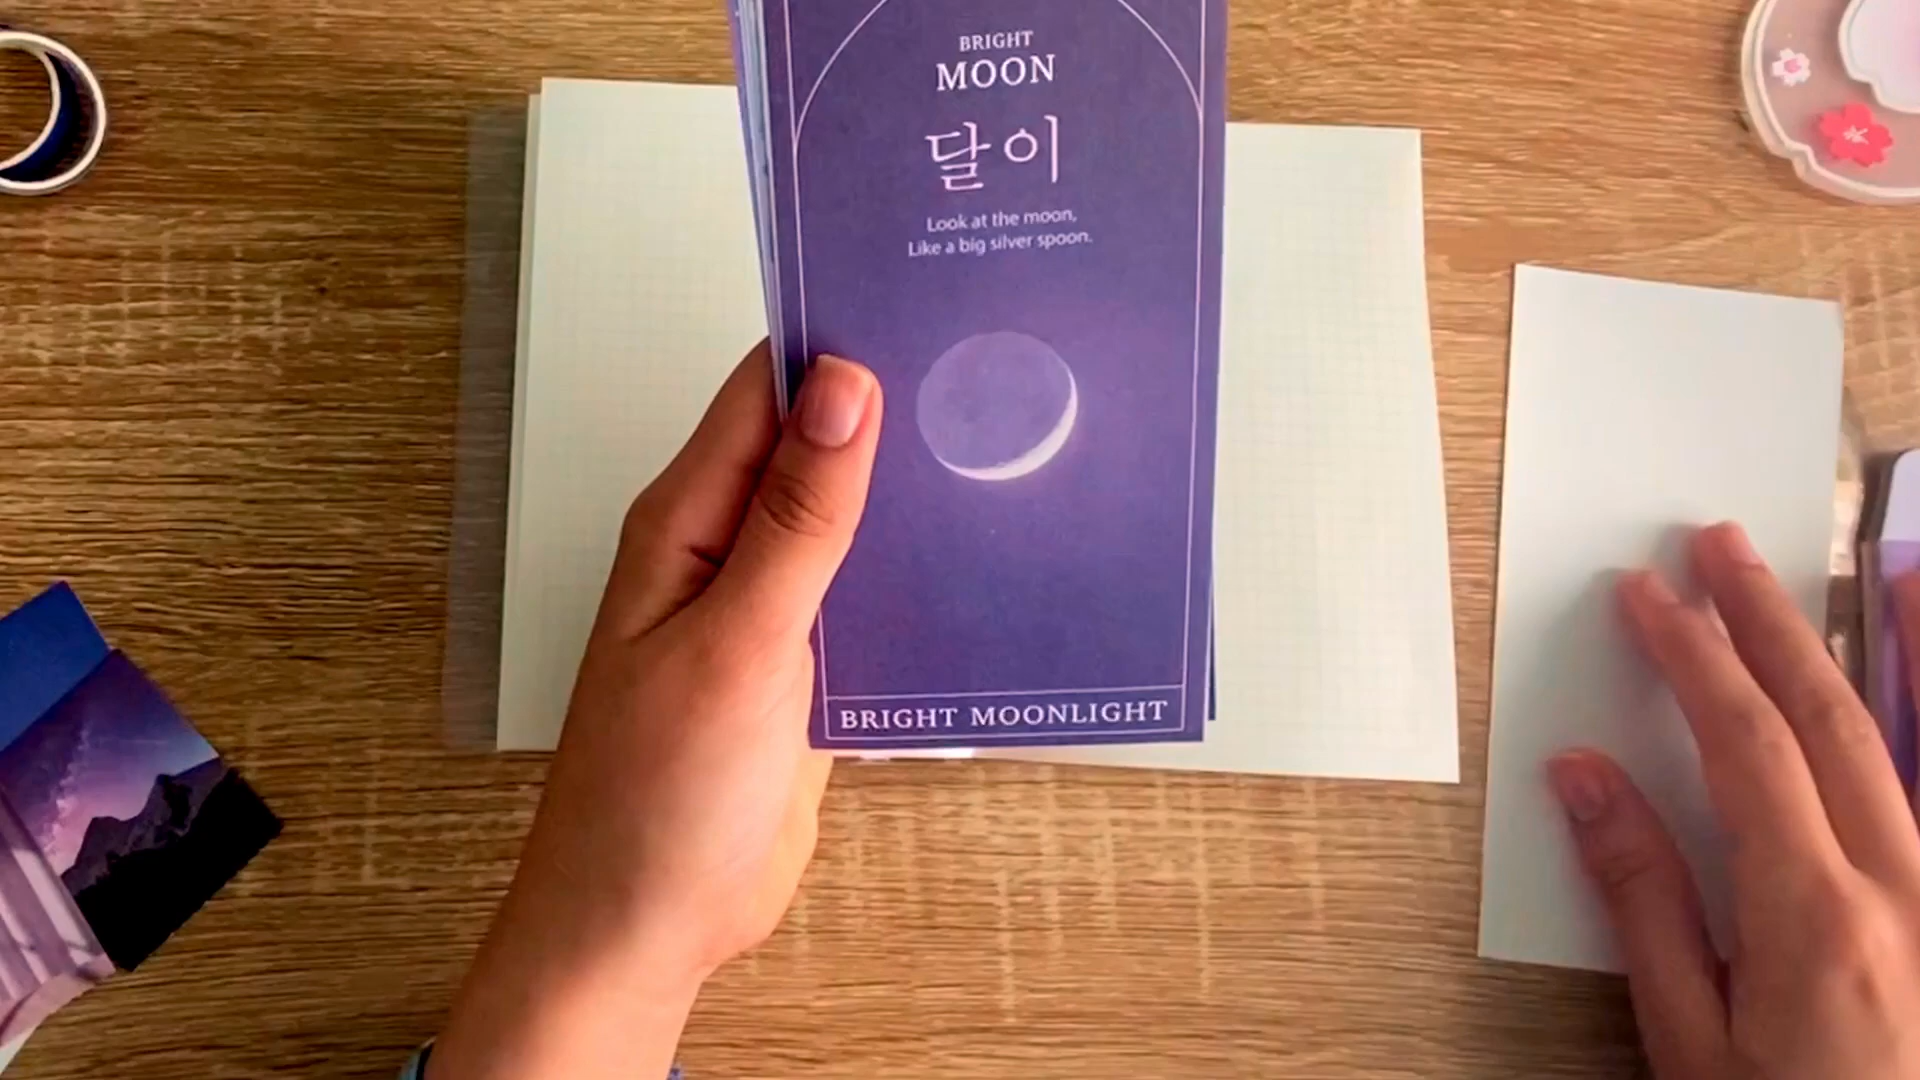 BRIGHT
MOON
달이
Look at the moon,
Like a big silver spoon.
BRIGHT MOONLIGHT